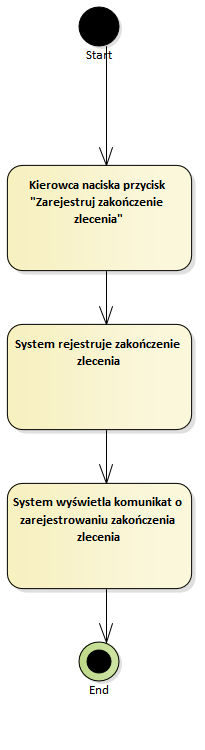 Start
Kierowca naciska przycisk
"Zarejestruj zakończenie
zlecenia"
System rejestruje zakończenie
zlecenia
System wyświetla komunikat o
zarejestrowaniu zakończenia
zlecenia
End